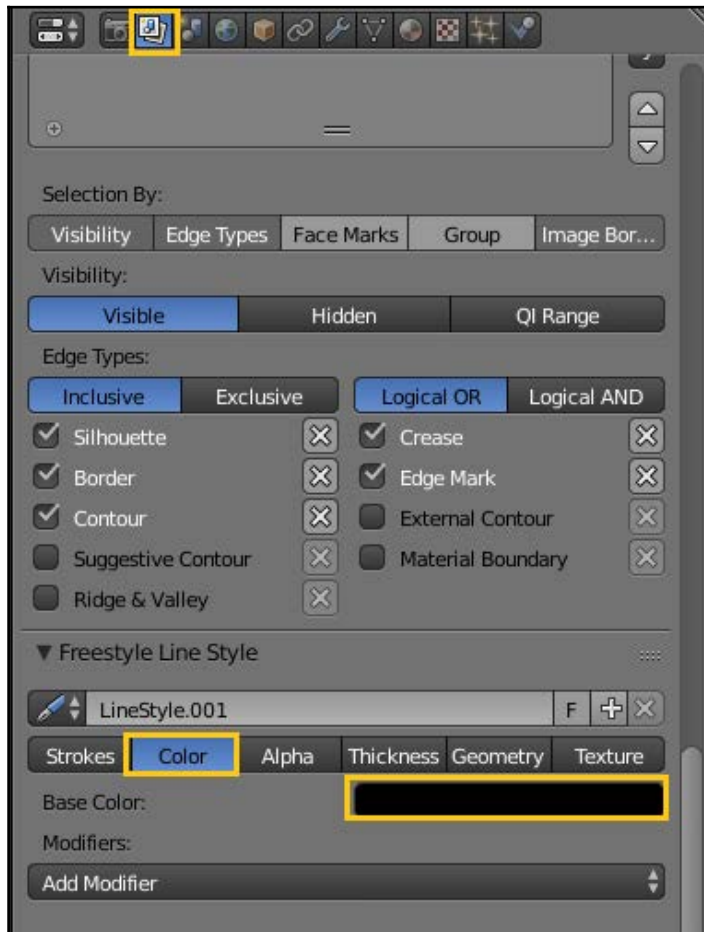 Selection By:
Visibility Edge Types Face Marks Group Image Bor...
Visibility:
Visible Hidden QI Range
Edge Types:
Inclusive Exclusive Logical OR Logical AND
Silhouette Crease
Border Edge Mark
Contour External Contour
Suggestive Contour Material Boundary
Ridge & Valley
Freestyle Line Style
LineStyle.001 F
Strokes Color Alpha Thickness Geometry Texture
Base Color:
Modifiers:
Add Modifier